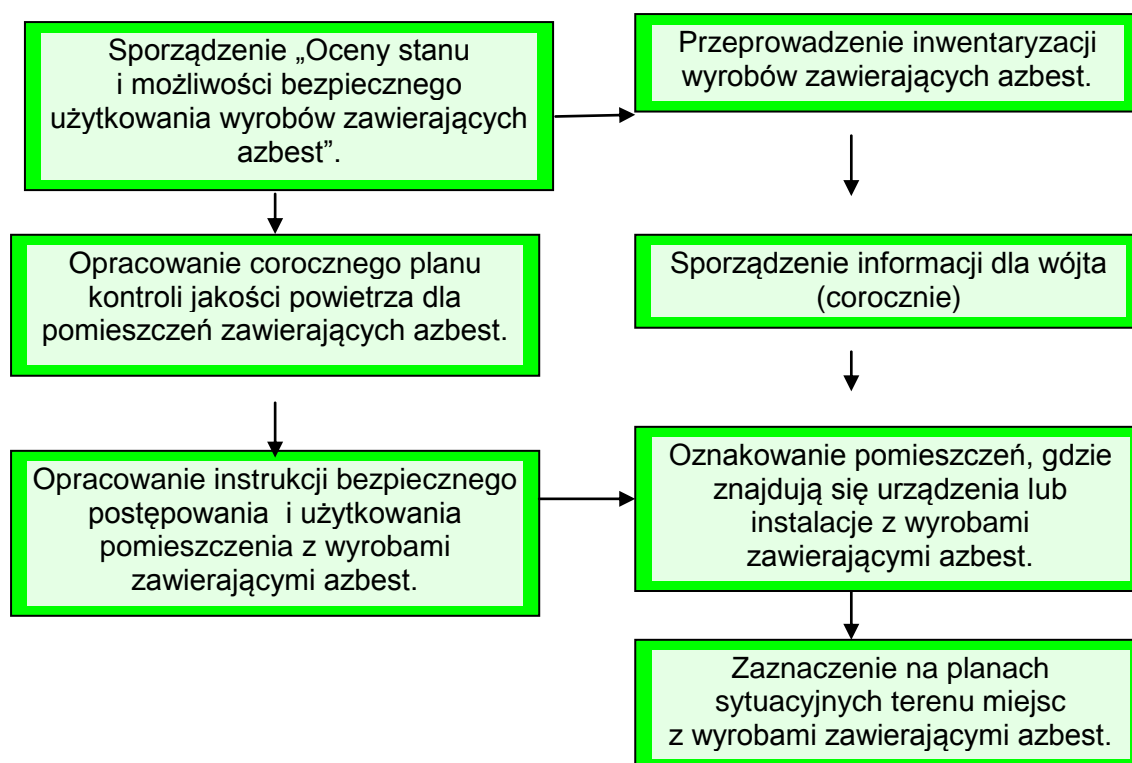 Sporządzenie „Oceny stanu
i możliwości bezpiecznego
użytkowania wyrobów zawierających
azbest”.
Przeprowadzenie inwentaryzacji
wyrobów zawierających azbest.
Opracowanie corocznego planu
kontroli jakości powietrza dla
pomieszczeń zawierających azbest.
Sporządzenie informacji dla wójta
(corocznie)
Opracowanie instrukcji bezpiecznego
postępowania i użytkowania
pomieszczenia z wyrobami
zawierającymi azbest.
Oznakowanie pomieszczeń, gdzie
znajdują się urządzenia lub
instalacje z wyrobami
zawierającymi azbest.
Zaznaczenie na planach
sytuacyjnych terenu miejsc
z wyrobami zawierającymi azbest.